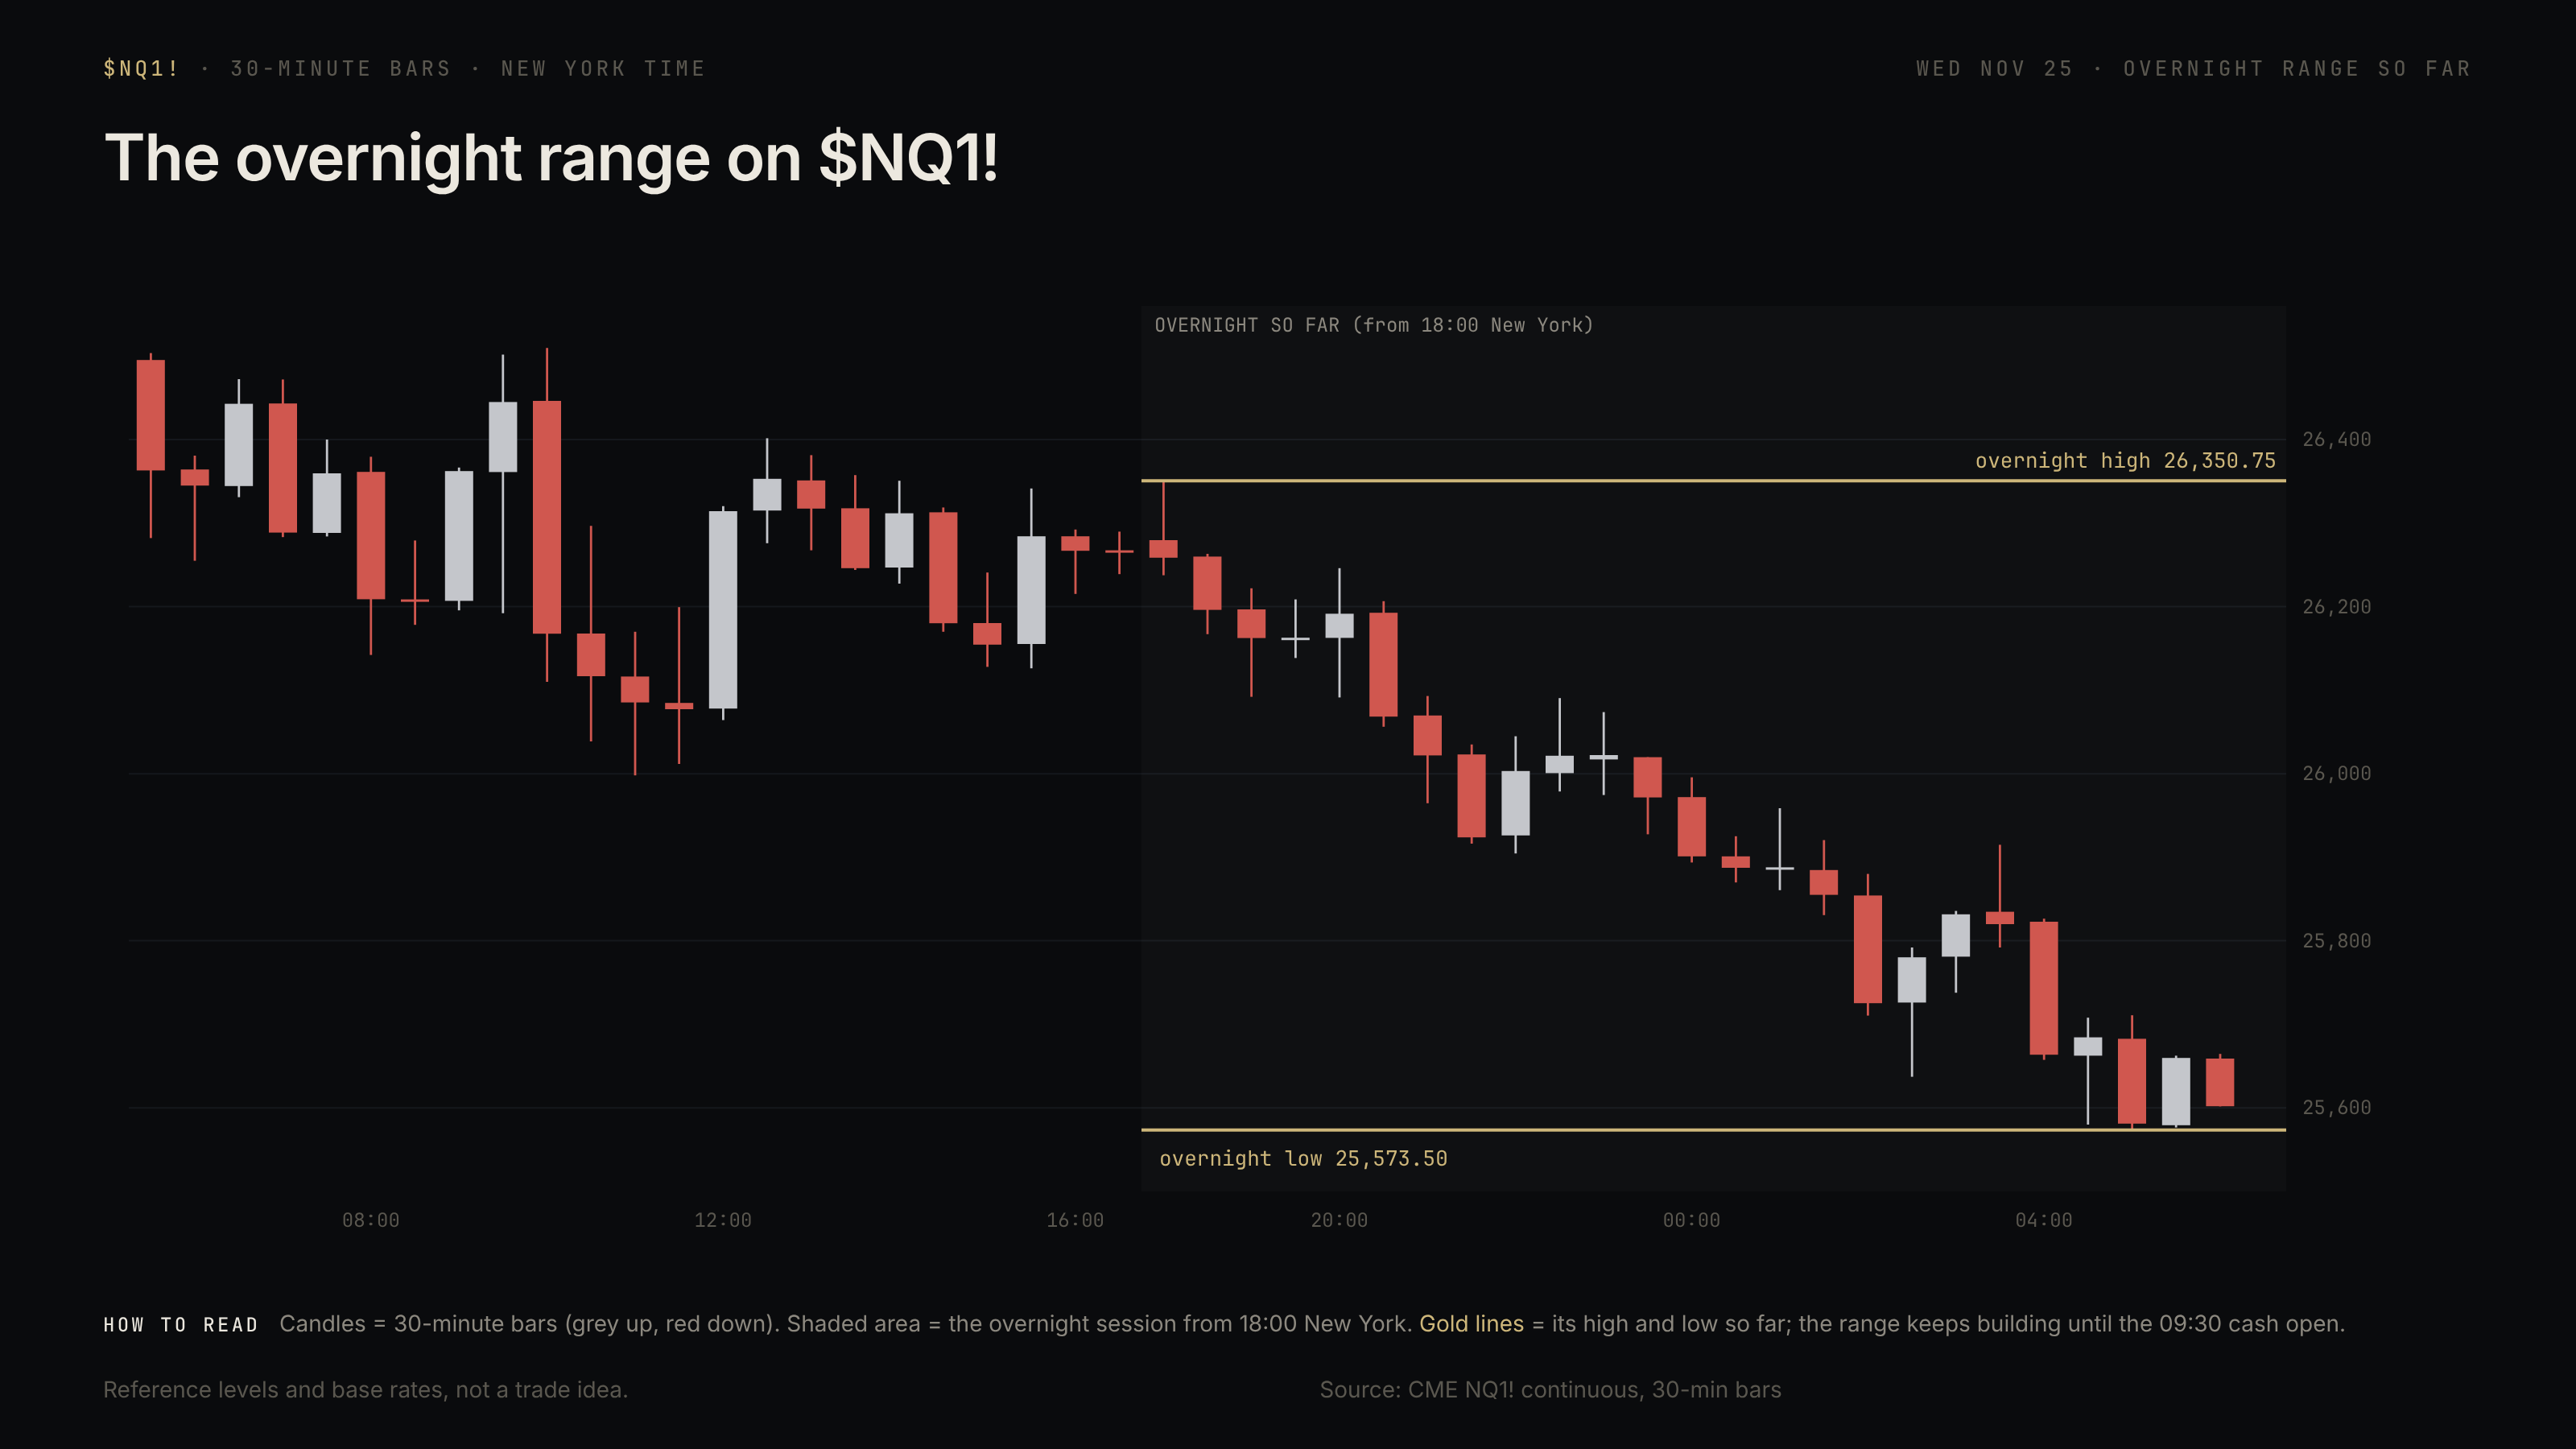 $NQ1! · 30-MINUTE BARS · NEW YORK TIME
WED NOV 25 · OVERNIGHT RANGE SO FAR
The overnight range on $NQ1!
OVERNIGHT SO FAR (from 18:00 New York)
26,400
overnight high 26,350.75
26,200
26,000
25,800
25,600
overnight low 25,573.50
08:00 12:00 16:00 20:00 00:00 04:00
HOW TO READ Candles = 30-minute bars (grey up, red down). Shaded area = the overnight session from 18:00 New York. Gold lines = its high and low so far; the range keeps building until the 09:30 cash open.
Reference levels and base rates, not a trade idea.
Source: CME NQ1! continuous, 30-min bars